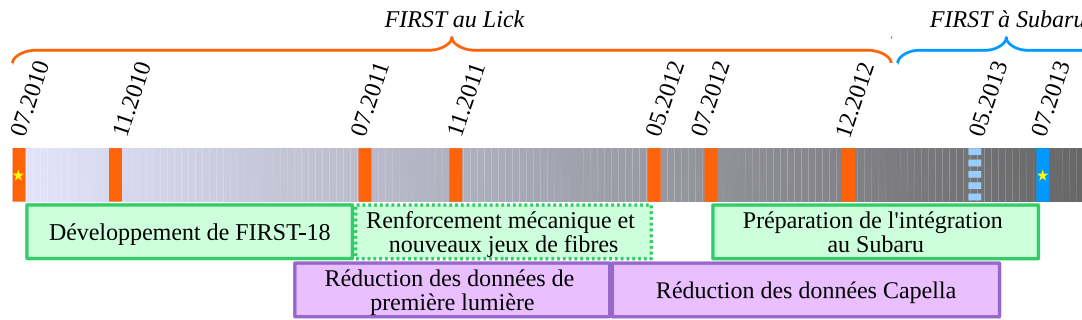 FIRST au Lick
FIRST à Subaru
07.2010
11.2010
07.2011
11.2011
05.2012
07.2012
12.2012
05.2013
07.2013
Développement de FIRST-18
Renforcement mécanique et
nouveaux jeux de fibres
Préparation de l'intégration
au Subaru
Réduction des données de
première lumière
Réduction des données Capella